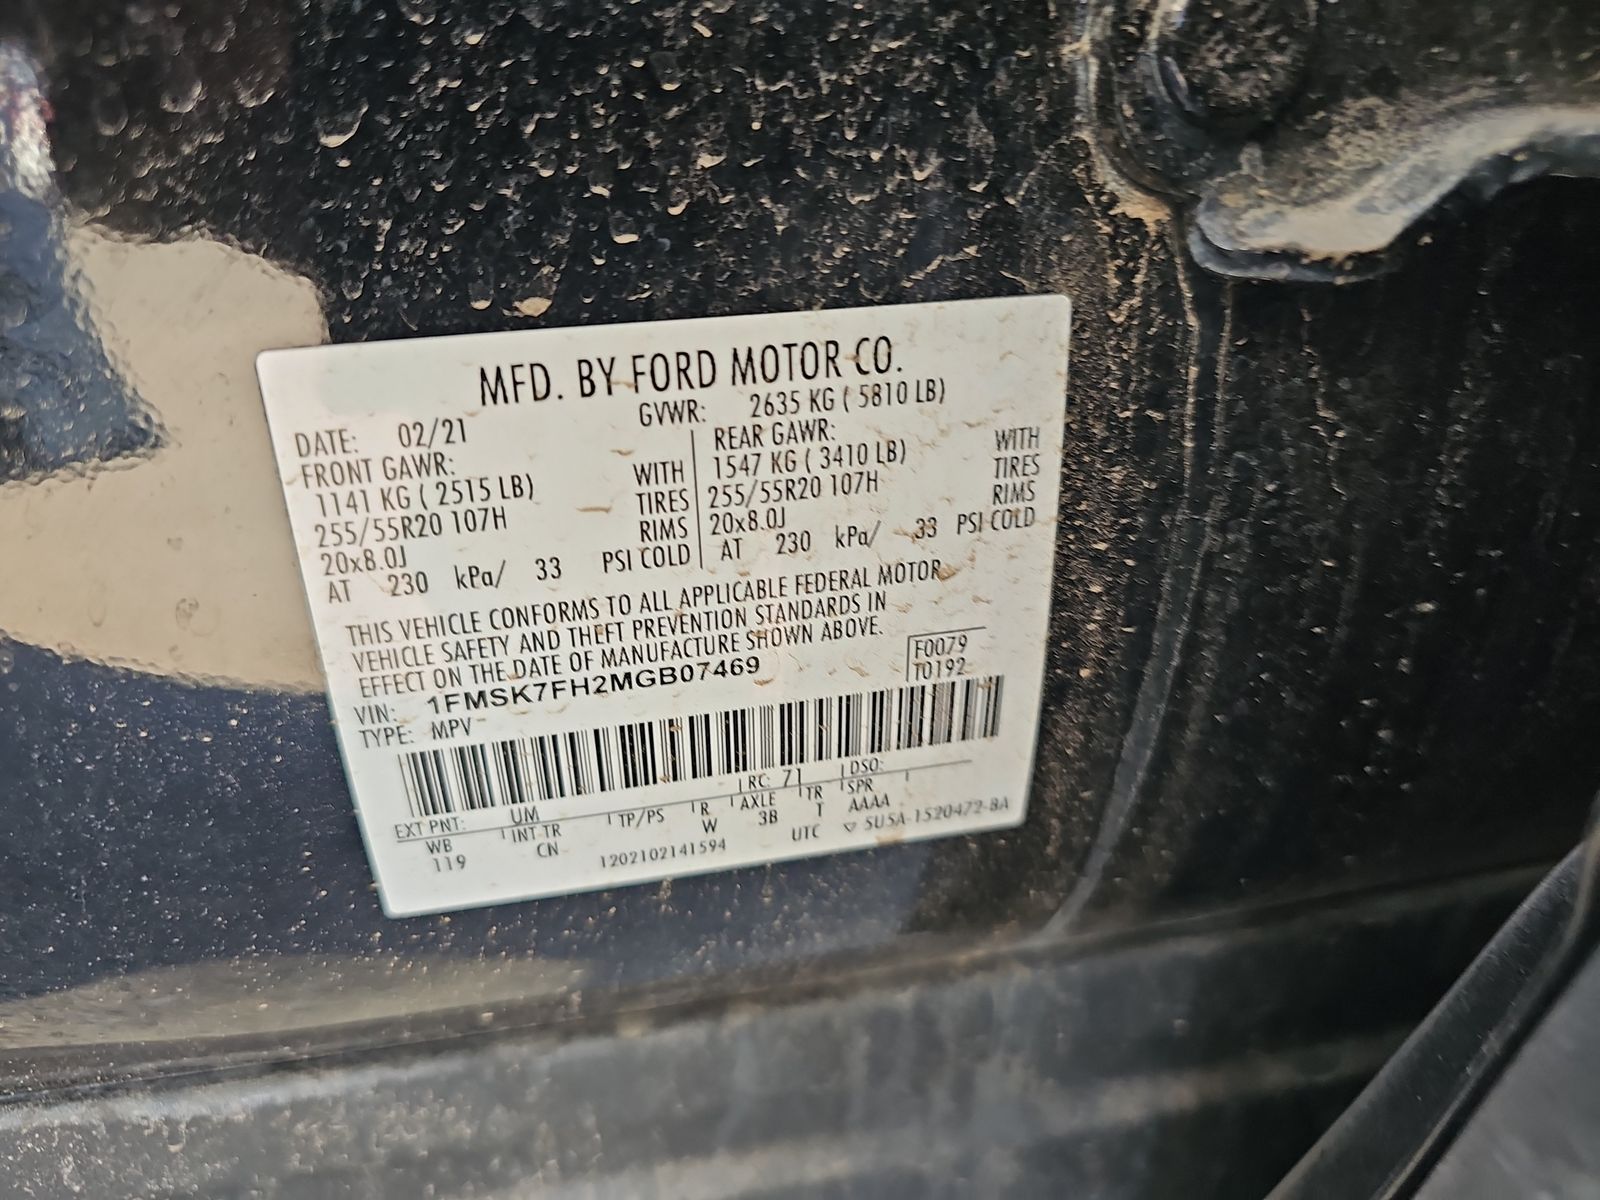 MFD. BY FORD MOTOR CO.
DATE: 02/21 GVWR: 2635 KG ( 5810 LB)
FRONT GAWR: REAR GAWR:
1141 KG ( 2515 LB) WITH 1547 KG ( 3410 LB) WITH
255/55R20 107H TIRES 255/55R20 107H TIRES
20x8.0J RIMS 20x8.0J RIMS
AT 230 kPa/ 33 PSI COLD AT 230 kPa/ 33 PSI COLD
THIS VEHICLE CONFORMS TO ALL APPLICABLE FEDERAL MOTOR
VEHICLE SAFETY AND THEFT PREVENTION STANDARDS IN
EFFECT ON THE DATE OF MANUFACTURE SHOWN ABOVE.
VIN: 1FMSK7FH2MGB07469 F0079
TYPE: MPV T0192
EXT PNT: UM RC: 71 DSO:
WB INT TR TP/PS R AXLE TR SPR
119 CN W 3B T AAAA
1202102141594 UTC ▽ 5U5A-1520472-BA